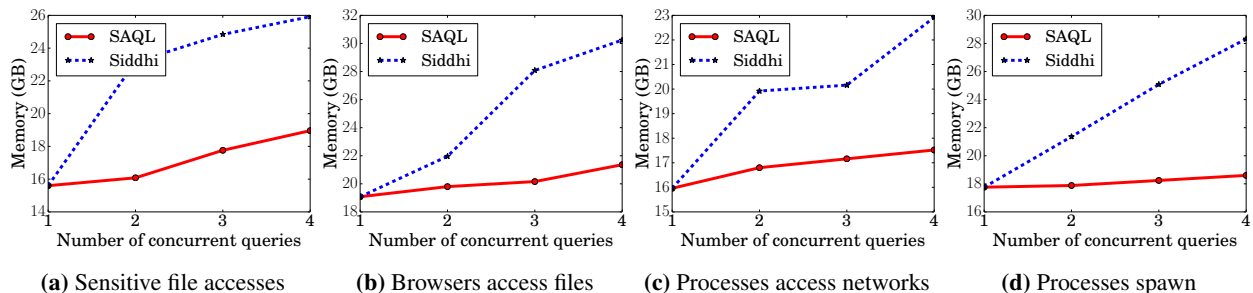 26
24
22
20
18
16
14
Memory (GB)
SAQL
Siddhi
1 2 3 4
Number of concurrent queries
(a) Sensitive file accesses
32
30
28
26
24
22
20
18
Memory (GB)
SAQL
Siddhi
1 2 3 4
Number of concurrent queries
(b) Browsers access files
23
22
21
20
19
18
17
16
15
Memory (GB)
SAQL
Siddhi
1 2 3 4
Number of concurrent queries
(c) Processes access networks
30
28
26
24
22
20
18
16
Memory (GB)
SAQL
Siddhi
1 2 3 4
Number of concurrent queries
(d) Processes spawn